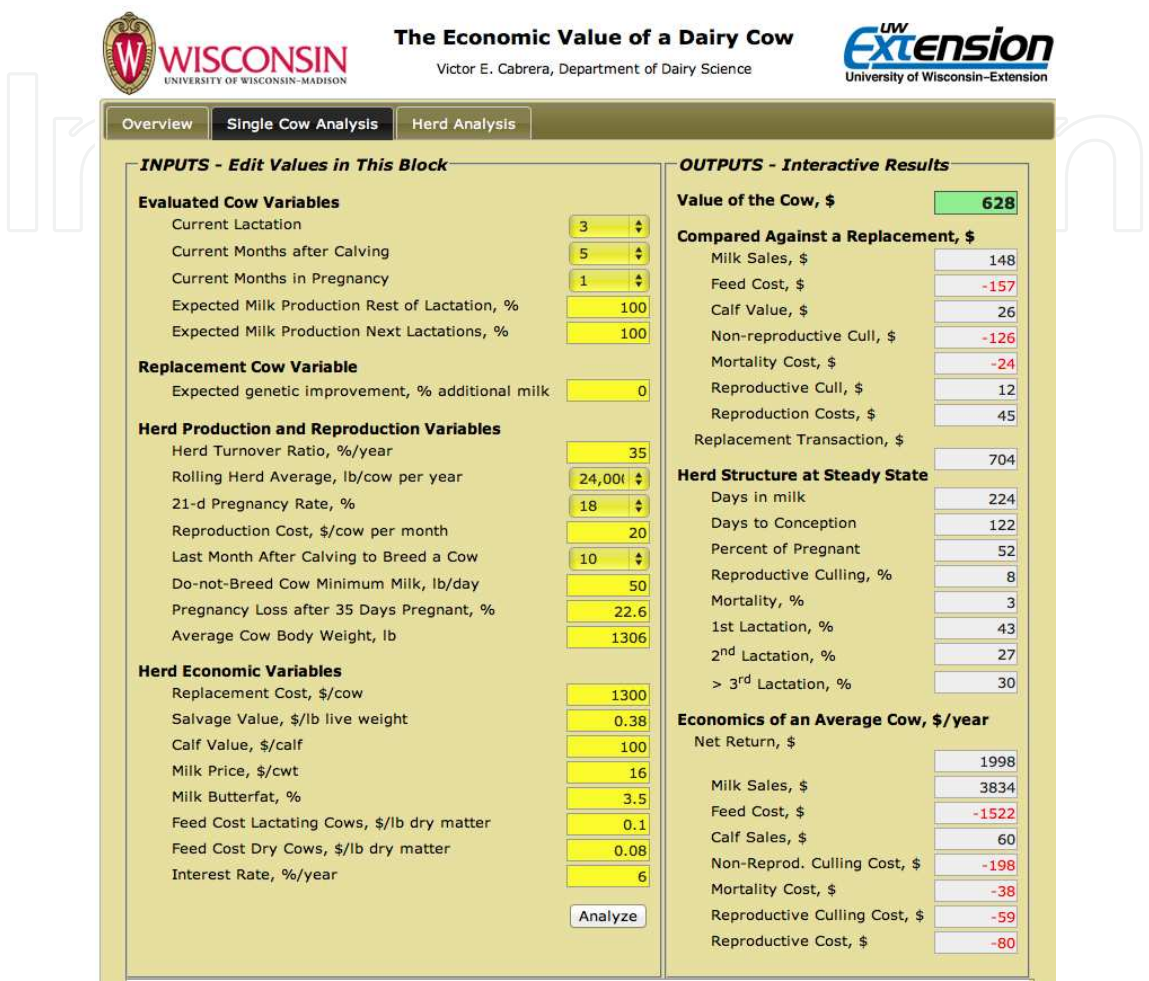 WISCONSIN
UNIVERSITY OF WISCONSIN–MADISON
The Economic Value of a Dairy Cow
Victor E. Cabrera, Department of Dairy Science
UW
Extension
University of Wisconsin–Extension
Overview
Single Cow Analysis
Herd Analysis
INPUTS - Edit Values in This Block
Evaluated Cow Variables
Current Lactation 3
Current Months after Calving 5
Current Months in Pregnancy 1
Expected Milk Production Rest of Lactation, % 100
Expected Milk Production Next Lactations, % 100
Replacement Cow Variable
Expected genetic improvement, % additional milk 0
Herd Production and Reproduction Variables
Herd Turnover Ratio, %/year 35
Rolling Herd Average, lb/cow per year 24,00
21-d Pregnancy Rate, % 18
Reproduction Cost, $/cow per month 20
Last Month After Calving to Breed a Cow 10
Do-not-Breed Cow Minimum Milk, lb/day 50
Pregnancy Loss after 35 Days Pregnant, % 22.6
Average Cow Body Weight, lb 1306
Herd Economic Variables
Replacement Cost, $/cow 1300
Salvage Value, $/lb live weight 0.38
Calf Value, $/calf 100
Milk Price, $/cwt 16
Milk Butterfat, % 3.5
Feed Cost Lactating Cows, $/lb dry matter 0.1
Feed Cost Dry Cows, $/lb dry matter 0.08
Interest Rate, %/year 6
Analyze
OUTPUTS - Interactive Results
Value of the Cow, $ 628
Compared Against a Replacement, $
Milk Sales, $ 148
Feed Cost, $ -157
Calf Value, $ 26
Non-reproductive Cull, $ -126
Mortality Cost, $ -24
Reproductive Cull, $ 12
Reproduction Costs, $ 45
Replacement Transaction, $
704
Herd Structure at Steady State
Days in milk 224
Days to Conception 122
Percent of Pregnant 52
Reproductive Culling, % 8
Mortality, % 3
1st Lactation, % 43
2nd Lactation, % 27
> 3rd Lactation, % 30
Economics of an Average Cow, $/year
Net Return, $
1998
Milk Sales, $ 3834
Feed Cost, $ -1522
Calf Sales, $ 60
Non-Reprod. Culling Cost, $ -198
Mortality Cost, $ -38
Reproductive Culling Cost, $ -59
Reproductive Cost, $ -80